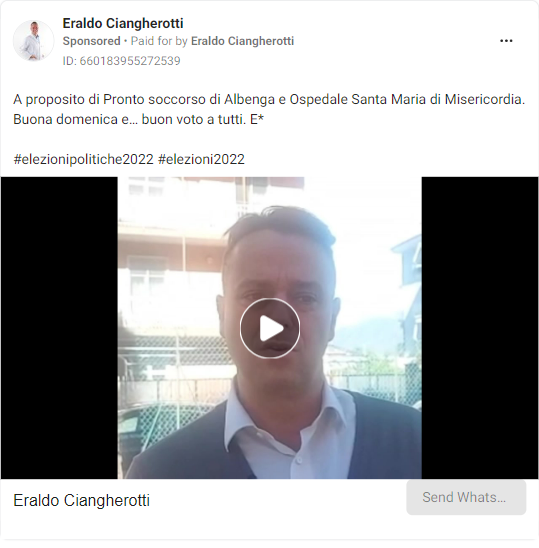 Eraldo Ciangherotti
Sponsored • Paid for by Eraldo Ciangherotti
ID: 660183955272539
A proposito di Pronto soccorso di Albenga e Ospedale Santa Maria di Misericordia.
Buona domenica e... buon voto a tutti. E*
#elezionipolitiche2022 #elezioni2022
Eraldo Ciangherotti
Send Whats...